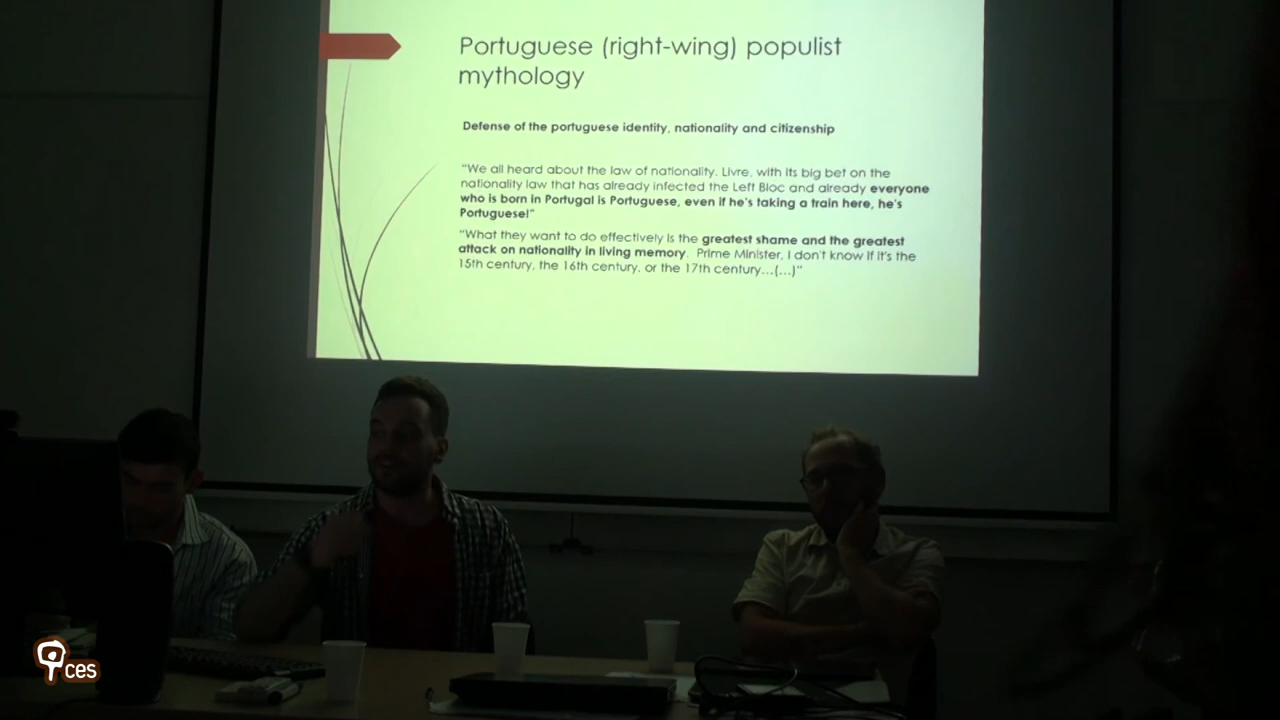 Portuguese (right-wing) populist
mythology
Defense of the portuguese identity, nationality and citizenship
"We all heard about the law of nationality. Livre, with its big bet on the
nationality law that has already infected the Left Bloc and already everyone
who is born in Portugal is Portuguese, even if he's taking a train here, he's
Portuguese!"
"What they want to do effectively is the greatest shame and the greatest
attack on nationality in living memory. Prime Minister, I don't know if it's the
15th century, the 16th century, or the 17th century...(...)"
ces